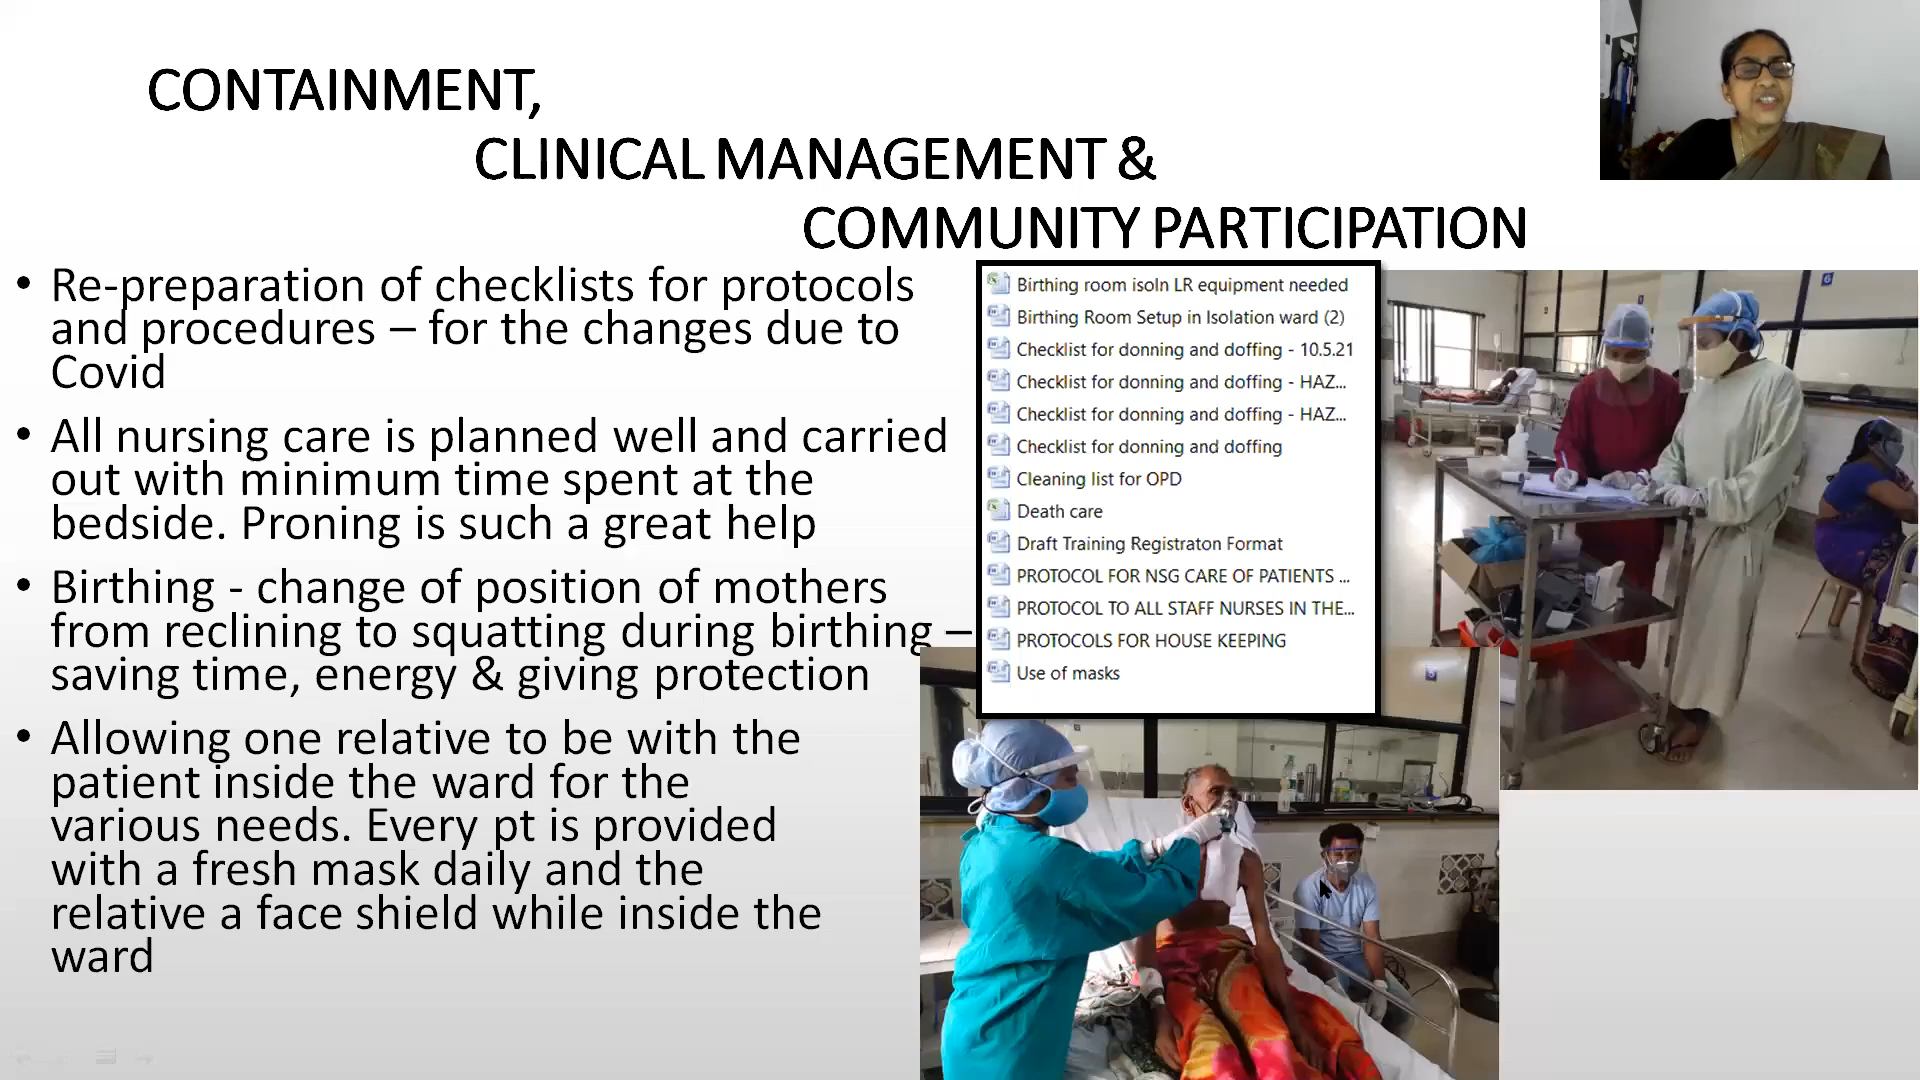 CONTAINMENT,
CLINICAL MANAGEMENT &
COMMUNITY PARTICIPATION
• Re-preparation of checklists for protocols
and procedures – for the changes due to
Covid
• All nursing care is planned well and carried
out with minimum time spent at the
bedside. Proning is such a great help
• Birthing - change of position of mothers
from reclining to squatting during birthing –
saving time, energy & giving protection
• Allowing one relative to be with the
patient inside the ward for the
various needs. Every pt is provided
with a fresh mask daily and the
relative a face shield while inside the
ward
Birthing room isoln LR equipment needed
Birthing Room Setup in Isolation ward (2)
Checklist for donning and doffing - 10.5.21
Checklist for donning and doffing - HAZ...
Checklist for donning and doffing - HAZ...
Checklist for donning and doffing
Cleaning list for OPD
Death care
Draft Training Registraton Format
PROTOCOL FOR NSG CARE OF PATIENTS ...
PROTOCOL TO ALL STAFF NURSES IN THE...
PROTOCOLS FOR HOUSE KEEPING
Use of masks